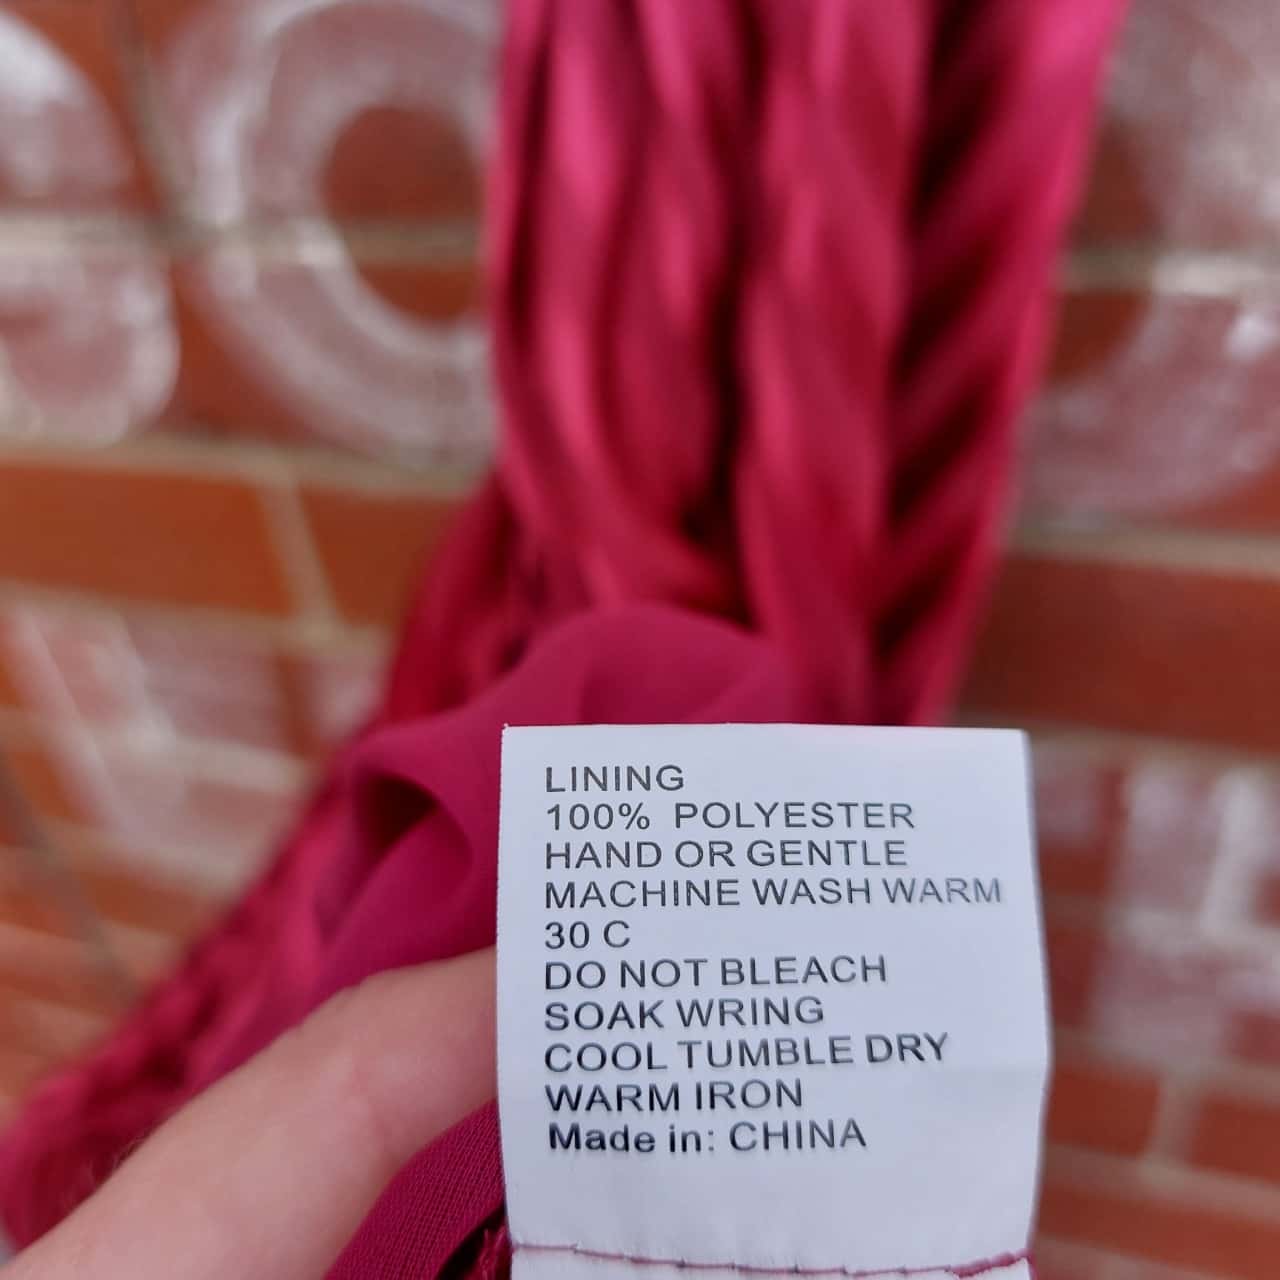 LINING
100% POLYESTER
HAND OR GENTLE
MACHINE WASH WARM
30 C
DO NOT BLEACH
SOAK WRING
COOL TUMBLE DRY
WARM IRON
Made in: CHINA